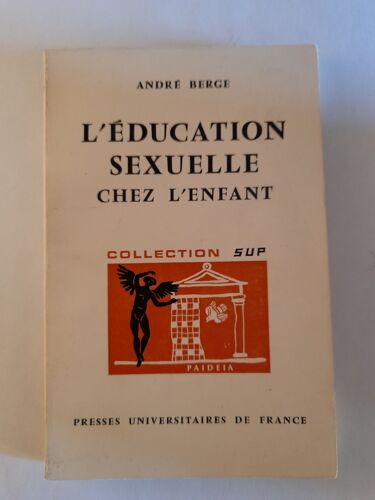 ANDRÉ BERGE
L'ÉDUCATION
SEXUELLE
CHEZ L'ENFANT
COLLECTION SUP
PAIDEIA
PRESSES UNIVERSITAIRES DE FRANCE